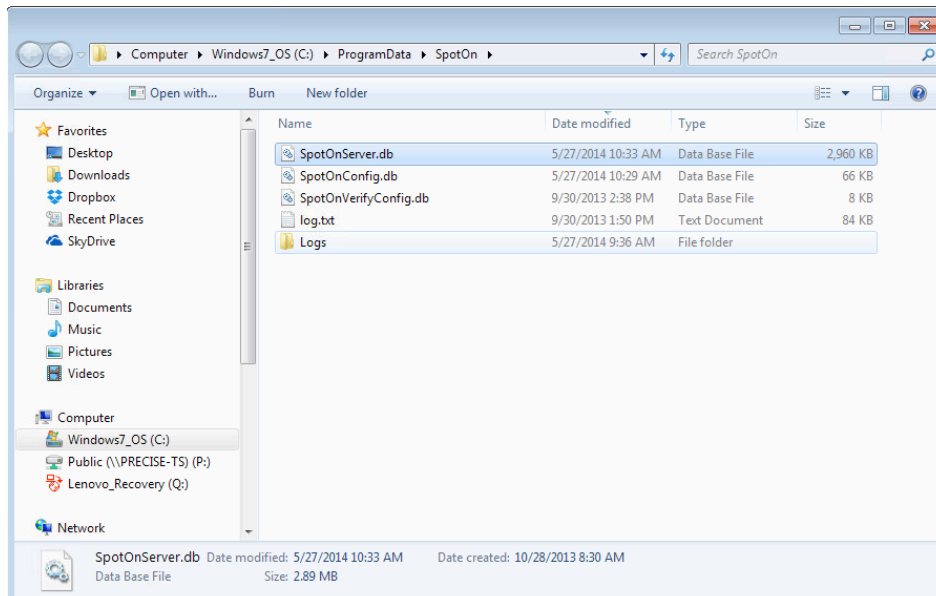 Computer Windows7_OS (C:) ProgramData SpotOn
Search SpotOn
Organize Open with... Burn New folder
Favorites
Desktop
Downloads
Dropbox
Recent Places
SkyDrive
Libraries
Documents
Music
Pictures
Videos
Computer
Windows7_OS (C:)
Public (\\PRECISE-TS) (P:)
Lenovo_Recovery (Q:)
Network
Name Date modified Type Size
SpotOnServer.db 5/27/2014 10:33 AM Data Base File 2,960 KB
SpotOnConfig.db 5/27/2014 10:29 AM Data Base File 66 KB
SpotOnVerifyConfig.db 9/30/2013 2:38 PM Data Base File 8 KB
log.txt 9/30/2013 1:50 PM Text Document 84 KB
Logs 5/27/2014 9:36 AM File folder
SpotOnServer.db Date modified: 5/27/2014 10:33 AM Date created: 10/28/2013 8:30 AM
Data Base File Size: 2.89 MB